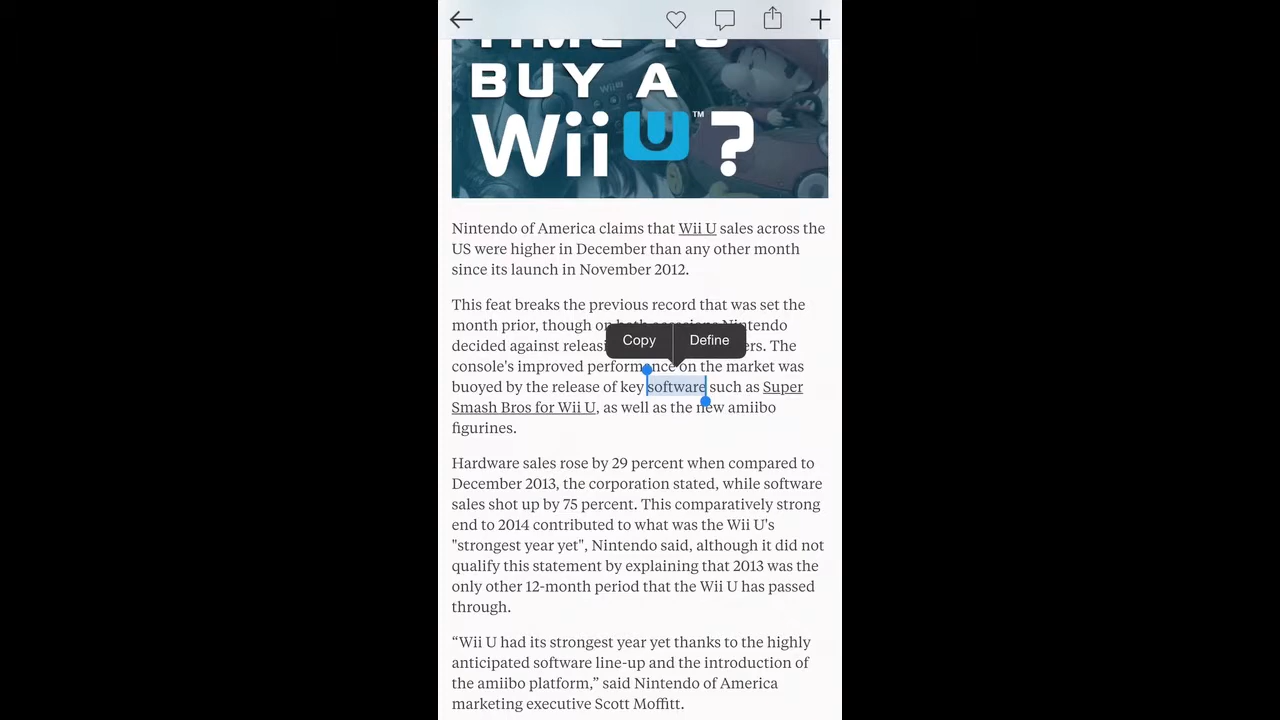 TIME TO
BUY A
Wii U™?
Nintendo of America claims that Wii U sales across the
US were higher in December than any other month
since its launch in November 2012.
This feat breaks the previous record that was set the
month prior, though on both occasions Nintendo
decided against releasi
ers. The
Copy
Define
console's improved performance on the market was
buoyed by the release of key software such as Super
Smash Bros for Wii U, as well as the new amiibo
figurines.
Hardware sales rose by 29 percent when compared to
December 2013, the corporation stated, while software
sales shot up by 75 percent. This comparatively strong
end to 2014 contributed to what was the Wii U's
"strongest year yet", Nintendo said, although it did not
qualify this statement by explaining that 2013 was the
only other 12-month period that the Wii U has passed
through.
“Wii U had its strongest year yet thanks to the highly
anticipated software line-up and the introduction of
the amiibo platform,” said Nintendo of America
marketing executive Scott Moffitt.